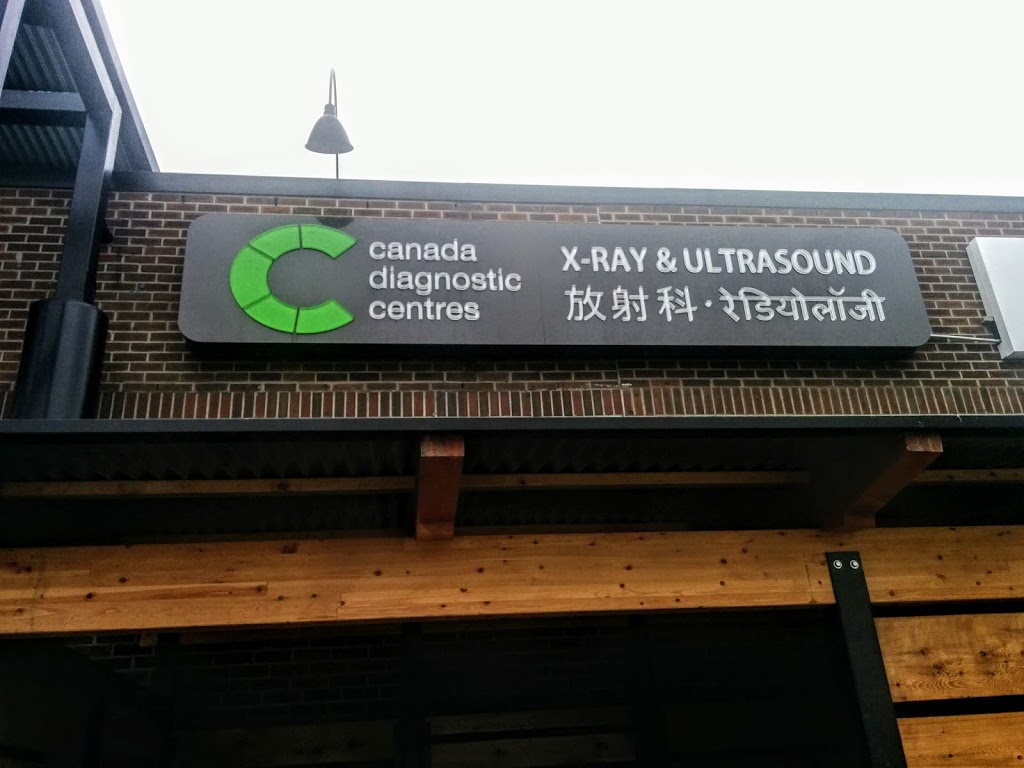 canada
diagnostic
centres
X-RAY & ULTRASOUND
放射科 · रेडियोलॉजी